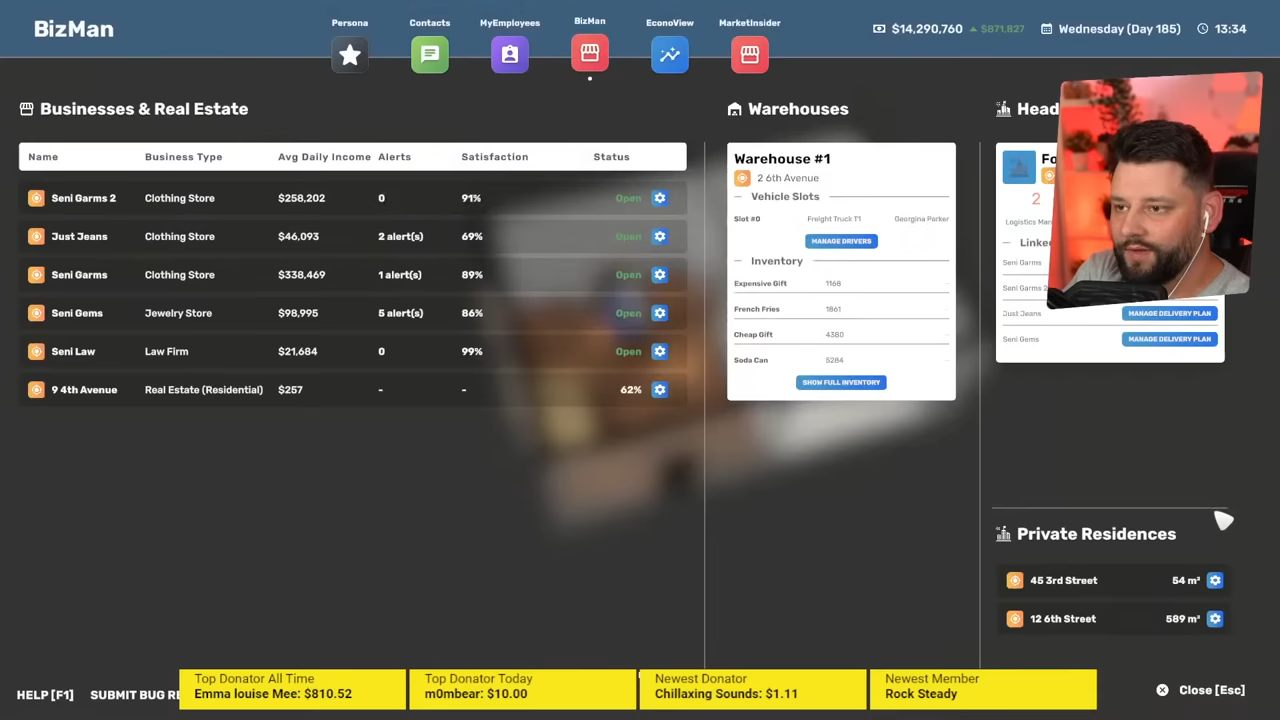 BizMan
Persona
Contacts
MyEmployees
BizMan
EconoView
MarketInsider
$14,290,760 ▲ $871,827
Wednesday (Day 185)
13:34
Businesses & Real Estate
Name Business Type Avg Daily Income Alerts Satisfaction Status
Seni Garms 2 Clothing Store $258,202 0 91% Open
Just Jeans Clothing Store $46,093 2 alert(s) 69% Open
Seni Garms Clothing Store $338,469 1 alert(s) 89% Open
Seni Gems Jewelry Store $98,995 5 alert(s) 86% Open
Seni Law Law Firm $21,684 0 99% Open
9 4th Avenue Real Estate (Residential) $257 - - 62%
Warehouses
Warehouse #1
2 6th Avenue
Vehicle Slots
Slot #0 Freight Truck T1 Georgina Parker
MANAGE DRIVERS
Inventory
Expensive Gift 1168
French Fries 1861
Cheap Gift 4380
Soda Can 5284
SHOW FULL INVENTORY
Head
Fo
2
Logistics Man
Linke
Seni Garms
Seni Garms 2
Just Jeans MANAGE DELIVERY PLAN
Seni Gems MANAGE DELIVERY PLAN
Private Residences
45 3rd Street 54 m²
12 6th Street 589 m²
HELP [F1] SUBMIT BUG RE
Top Donator All Time
Emma louise Mee: $810.52
Top Donator Today
m0mbear: $10.00
Newest Donator
Chillaxing Sounds: $1.11
Newest Member
Rock Steady
Close [Esc]